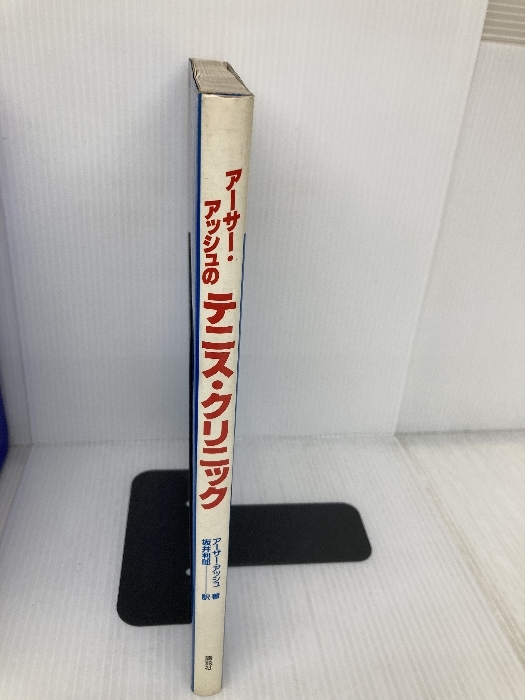 アーサー・
アッシュの
テニス・クリニック
アーサー・アッシュ 著
坂井利郎 訳
講談社